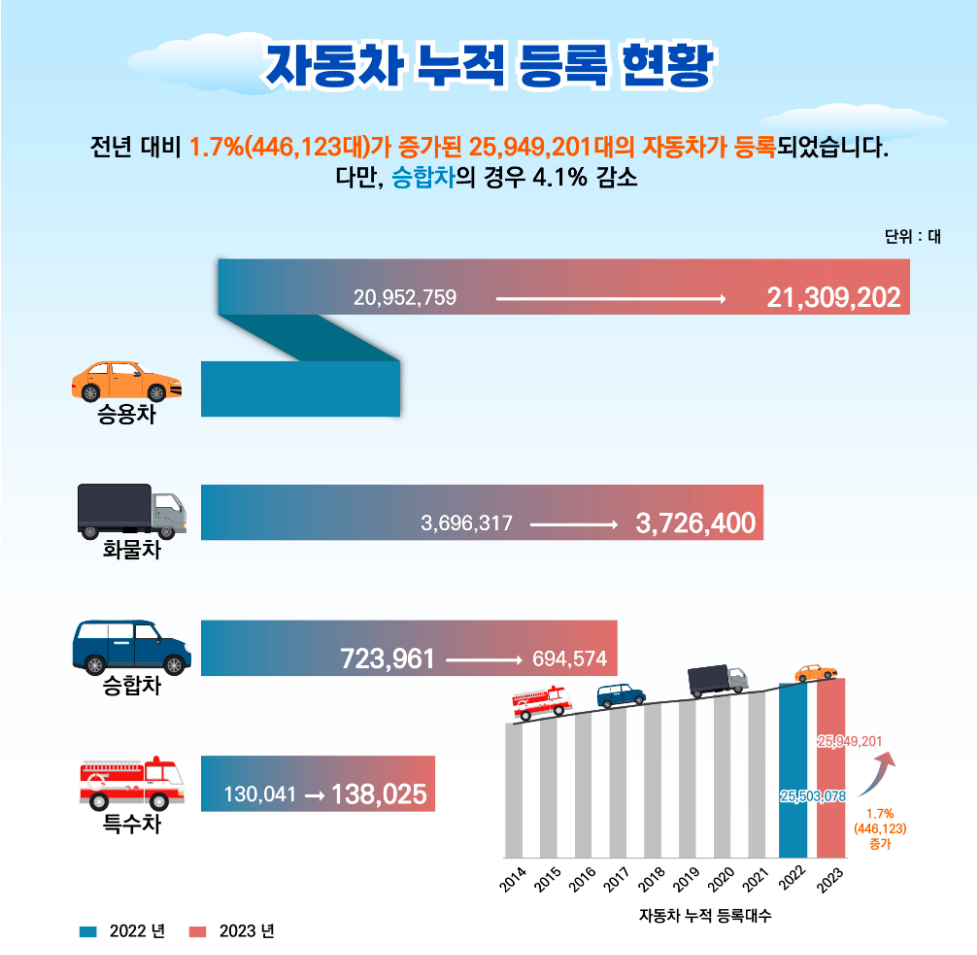 자동차 누적 등록 현황
전년 대비 1.7%(446,123대)가 증가된 25,949,201대의 자동차가 등록되었습니다.
다만, 승합차의 경우 4.1% 감소
단위 : 대
20,952,759 → 21,309,202
승용차
3,696,317 → 3,726,400
화물차
723,961 → 694,574
승합차
130,041 → 138,025
특수차
25,949,201
25,503,078
1.7%
(446,123)
증가
2014 2015 2016 2017 2018 2019 2020 2021 2022 2023
자동차 누적 등록대수
2022 년 2023 년